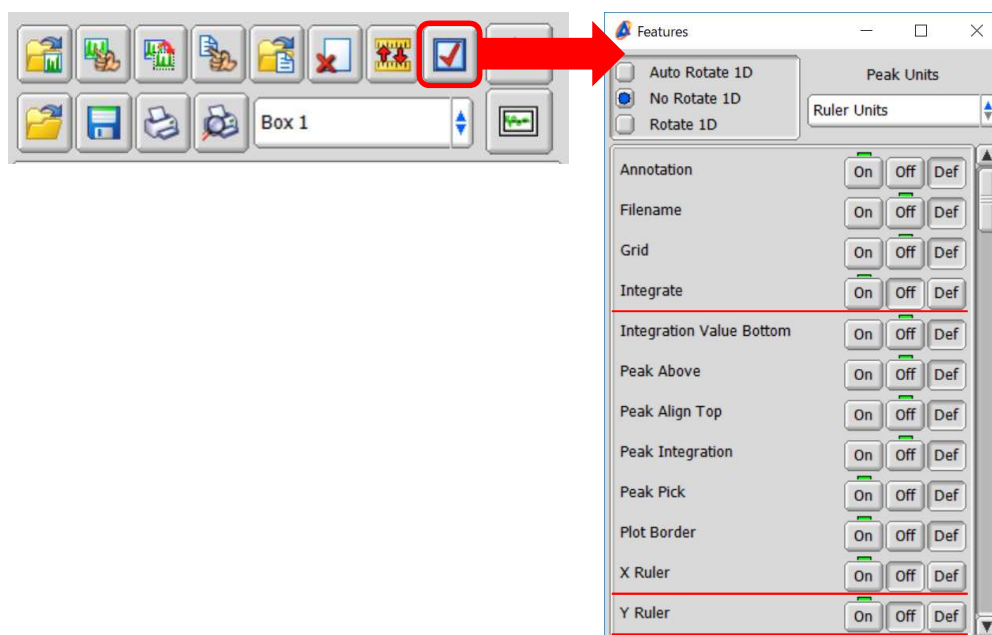 Box 1
Features
Auto Rotate 1D
No Rotate 1D
Rotate 1D
Peak Units
Ruler Units
Annotation On Off Def
Filename On Off Def
Grid On Off Def
Integrate On Off Def
Integration Value Bottom On Off Def
Peak Above On Off Def
Peak Align Top On Off Def
Peak Integration On Off Def
Peak Pick On Off Def
Plot Border On Off Def
X Ruler On Off Def
Y Ruler On Off Def